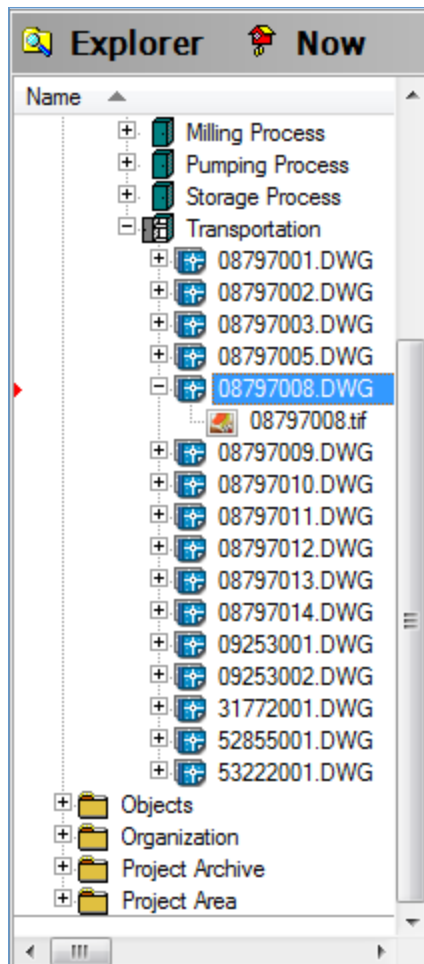 Explorer Now
Name
Milling Process
Pumping Process
Storage Process
Transportation
08797001.DWG
08797002.DWG
08797003.DWG
08797005.DWG
08797008.DWG
08797008.tif
08797009.DWG
08797010.DWG
08797011.DWG
08797012.DWG
08797013.DWG
08797014.DWG
09253001.DWG
09253002.DWG
31772001.DWG
52855001.DWG
53222001.DWG
Objects
Organization
Project Archive
Project Area